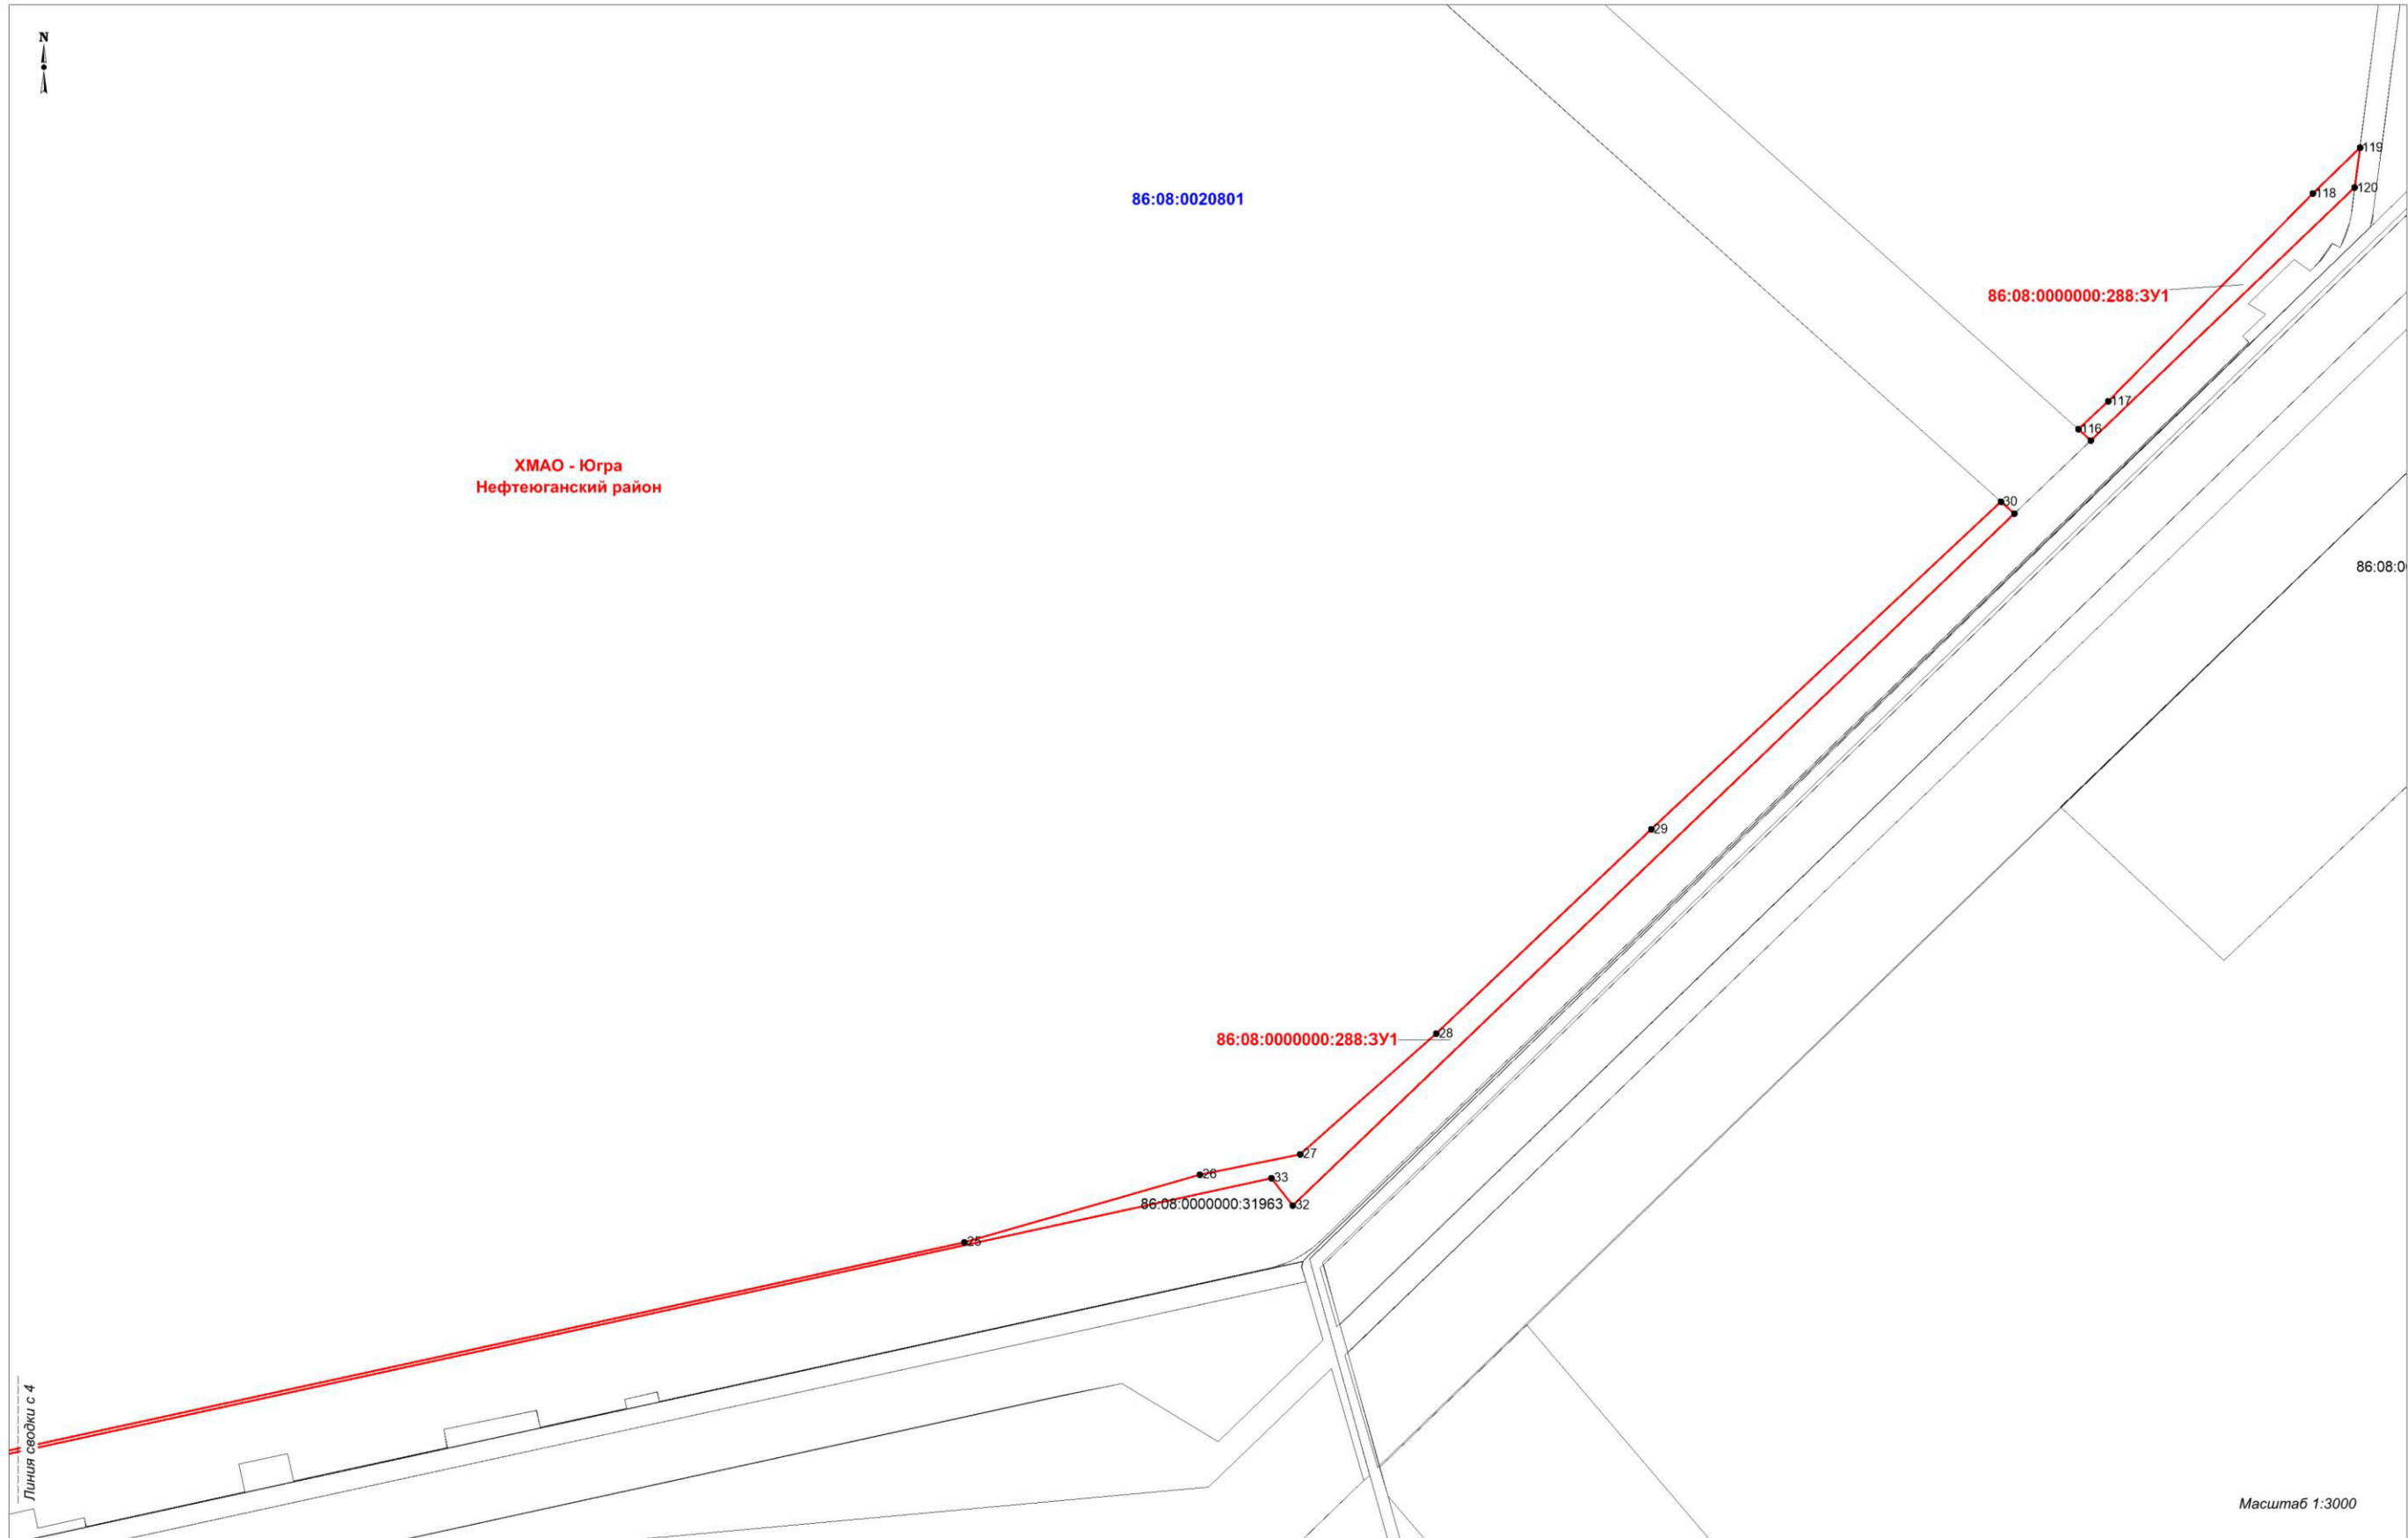 N
119
118
120
86:08:0020801
86:08:0000000:288:ЗУ1
117
116
ХМАО - Югра
Нефтеюганский район
30
86:08:0
29
28
86:08:0000000:288:ЗУ1
27
26
33
86:08:0000000:31963
32
25
Линия сводки с 4
Масштаб 1:3000